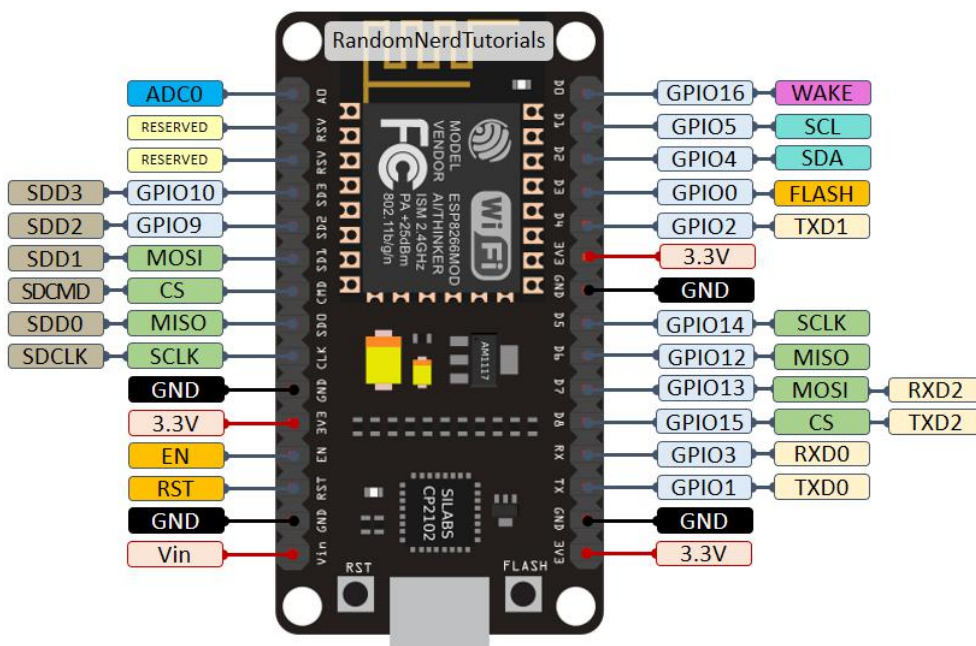 RandomNerdTutorials
ADC0
RESERVED
RESERVED
SDD3 GPIO10
SDD2 GPIO9
SDD1 MOSI
SDCMD CS
SDD0 MISO
SDCLK SCLK
GND
3.3V
EN
RST
GND
Vin
A0
RSV
RSV
SD3
SD2
SD1
CMD
SD0
CLK
GND
3V3
EN
RST
GND
Vin
MODEL
VENDOR
ESP8266MOD
AI/THINKER
ISM 2.4GHz
PA +25dBm
802.11b/g/n
FC
Wi Fi
AM1117
SILABS
CP2102
RST
FLASH
D0
D1
D2
D3
D4
3V3
GND
D5
D6
D7
D8
RX
TX
GND
3V3
GPIO16 WAKE
GPIO5 SCL
GPIO4 SDA
GPIO0 FLASH
GPIO2 TXD1
3.3V
GND
GPIO14 SCLK
GPIO12 MISO
GPIO13 MOSI RXD2
GPIO15 CS TXD2
GPIO3 RXD0
GPIO1 TXD0
GND
3.3V